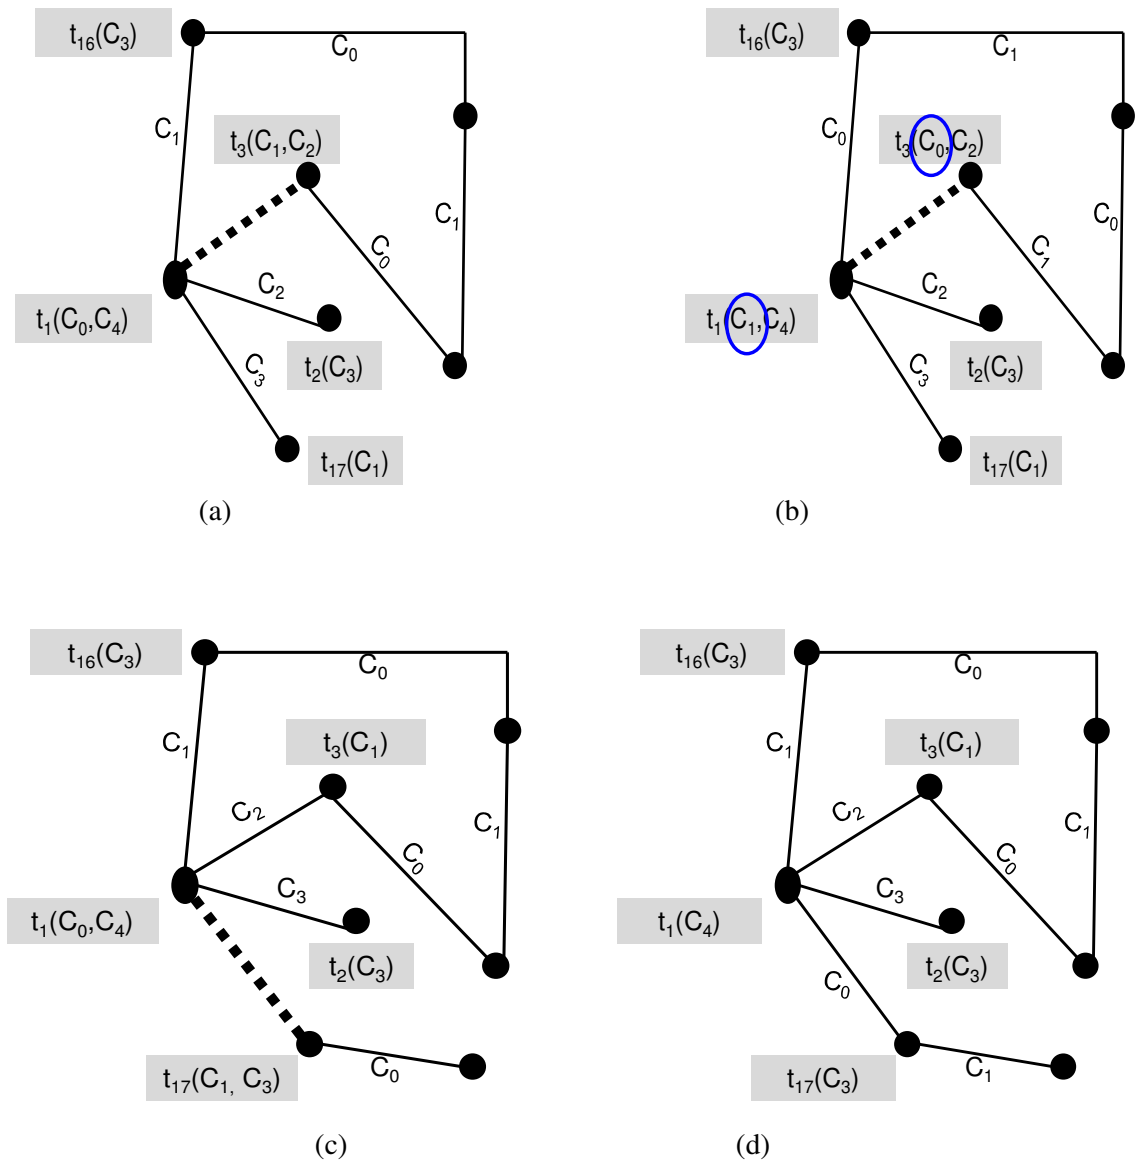 t16(C3)
C0
C1
t3(C1,C2)
C1
C0
C2
t1(C0,C4)
t2(C3)
C3
t17(C1)
(a)
t16(C3)
C1
C0
t3(C0,C2)
C0
C1
C2
t1(C1,C4)
t2(C3)
C3
t17(C1)
(b)
t16(C3)
C0
C1
t3(C1)
C2
C1
C0
C3
t1(C0,C4)
t2(C3)
C0
t17(C1, C3)
(c)
t16(C3)
C0
C1
t3(C1)
C2
C1
C0
C3
t1(C4)
t2(C3)
C0
C1
t17(C3)
(d)